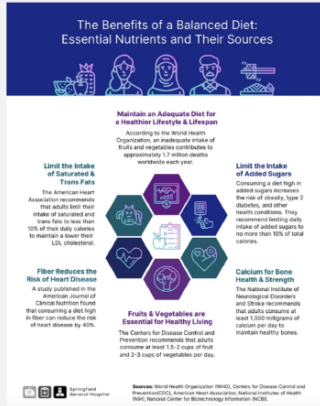 The Benefits of a Balanced Diet:
Essential Nutrients and Their Sources
Maintain an Adequate Diet for
a Healthier Lifestyle & Lifespan
According to the World Health
Organization, an inadequate intake of
fruits and vegetables contributes to
approximately 1.7 million deaths
worldwide each year.
Limit the Intake
of Saturated &
Trans Fats
The American Heart
Association recommends
that adults limit their
intake of saturated and
trans fats to less than
10% of their daily calories
to maintain a lower their
LDL cholesterol.
Limit the Intake
of Added Sugars
Consuming a diet high in
added sugars increases
the risk of obesity, type 2
diabetes, and other
health conditions. They
recommend limiting daily
intake of added sugars to
no more than 10% of total
calories.
Fiber Reduces the
Risk of Heart Disease
A study published in the
American Journal of
Clinical Nutrition found
that consuming a diet high
in fiber can reduce the risk
of heart disease by 40%.
Calcium for Bone
Health & Strength
The National Institute of
Neurological Disorders
and Stroke recommends
that adults consume at
least 1,000 milligrams of
calcium per day to
maintain healthy bones.
Fruits & Vegetables are
Essential for Healthy Living
The Centers for Disease Control and
Prevention recommends that adults
consume at least 1.5-2 cups of fruit
and 2-3 cups of vegetables per day.
Springfield
General Hospital
Sources: World Health Organization (WHO), Centers for Disease Control and
Prevention(CDC), American Heart Association, National Institutes of Health
(NIH), National Center for Biotechnology Information (NCBI).